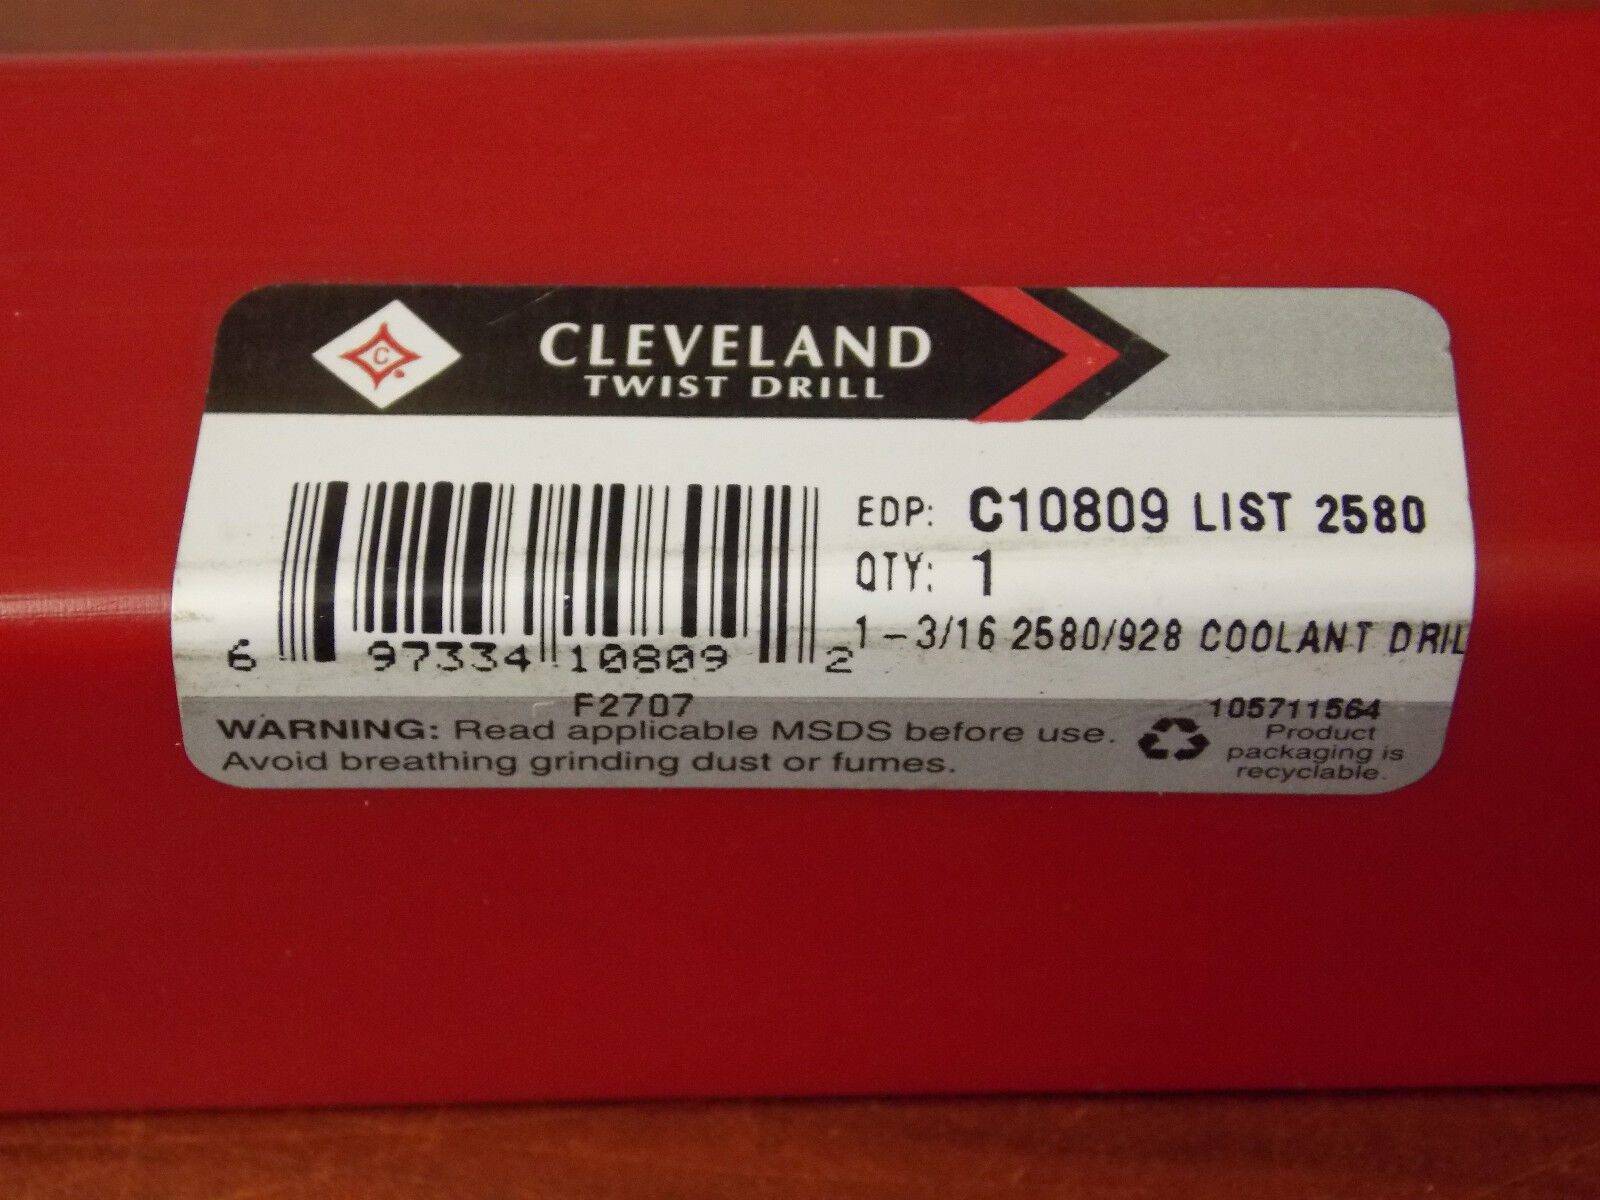 C
CLEVELAND
TWIST DRILL
EDP: C10809 LIST 2580
QTY: 1
1-3/16 2580/928 COOLANT DRIL
6 97334 10809 2
F2707
105711564
WARNING: Read applicable MSDS before use.
Avoid breathing grinding dust or fumes.
Product
packaging is
recyclable.